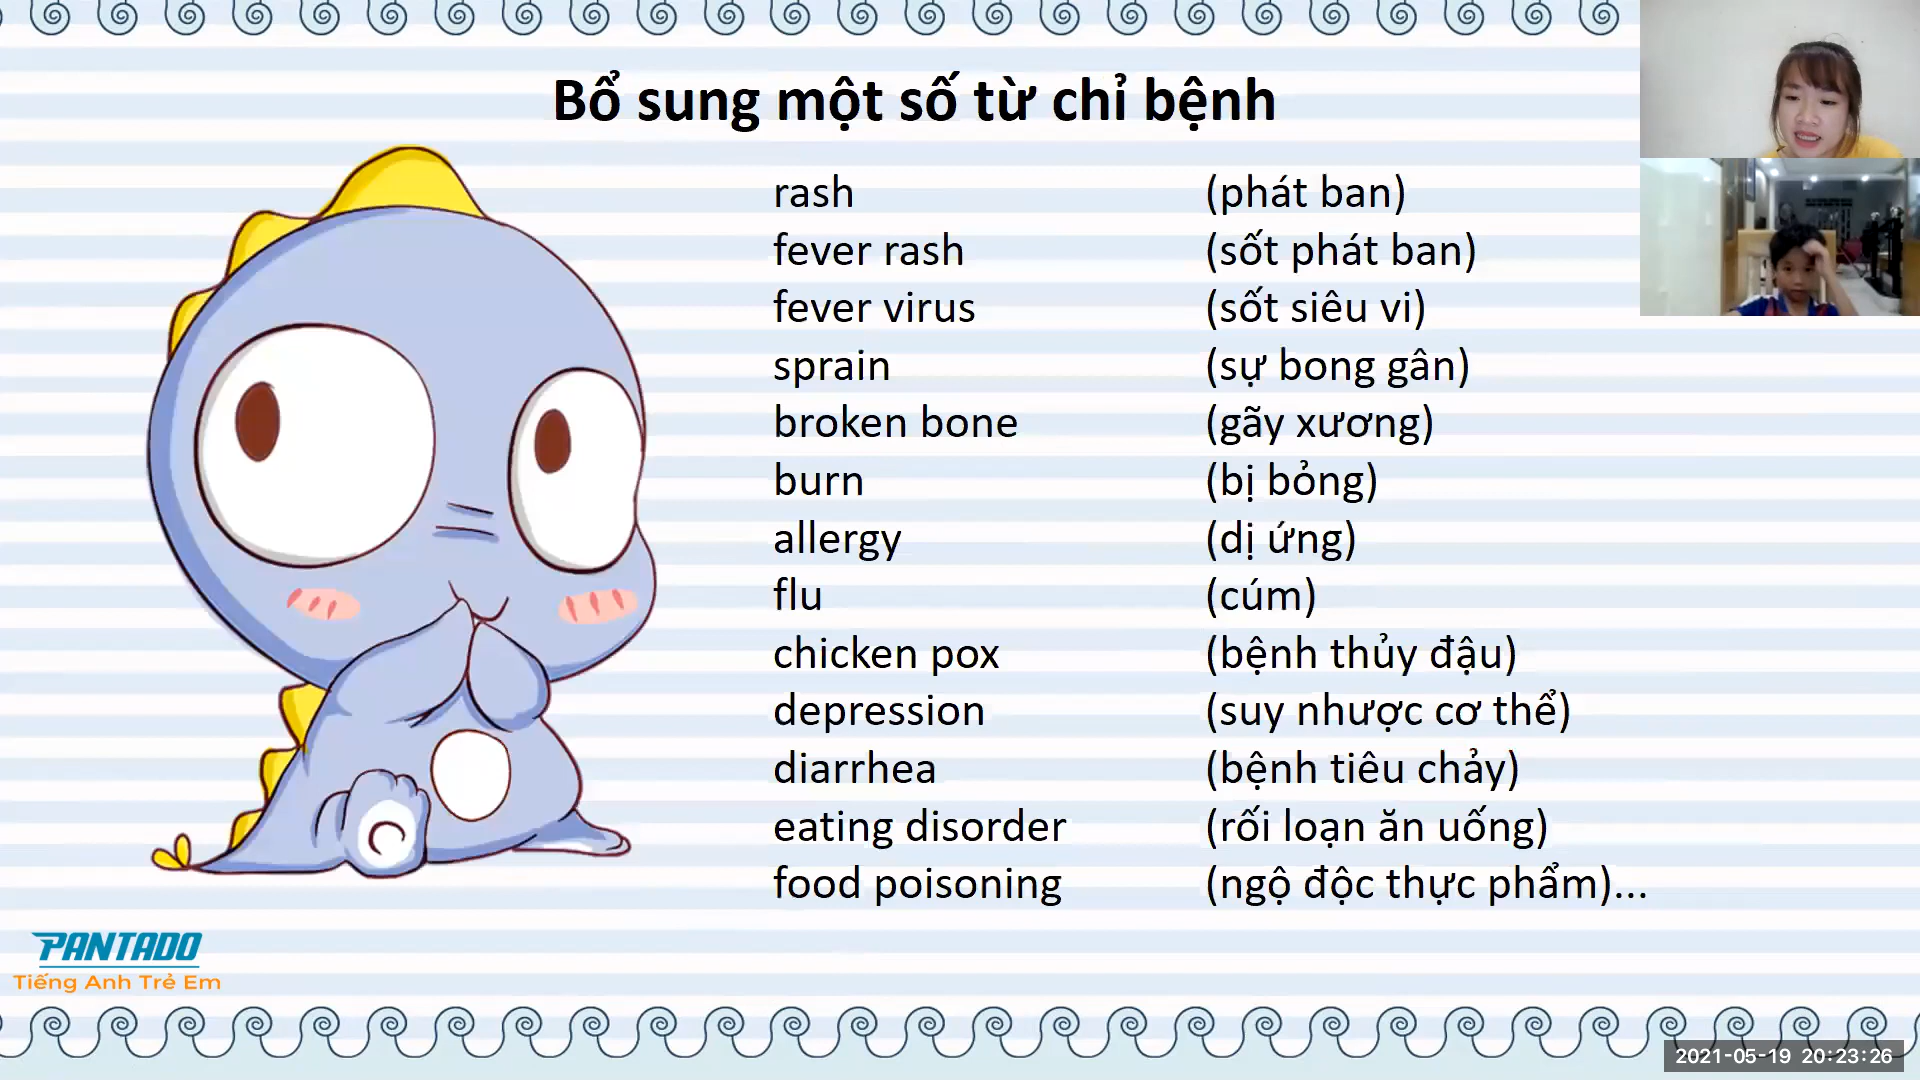 Bổ sung một số từ chỉ bệnh
rash (phát ban)
fever rash (sốt phát ban)
fever virus (sốt siêu vi)
sprain (sự bong gân)
broken bone (gãy xương)
burn (bị bỏng)
allergy (dị ứng)
flu (cúm)
chicken pox (bệnh thủy đậu)
depression (suy nhược cơ thể)
diarrhea (bệnh tiêu chảy)
eating disorder (rối loạn ăn uống)
food poisoning (ngộ độc thực phẩm)...
PANTADO
Tiếng Anh Trẻ Em
2021-05-19 20:23:26